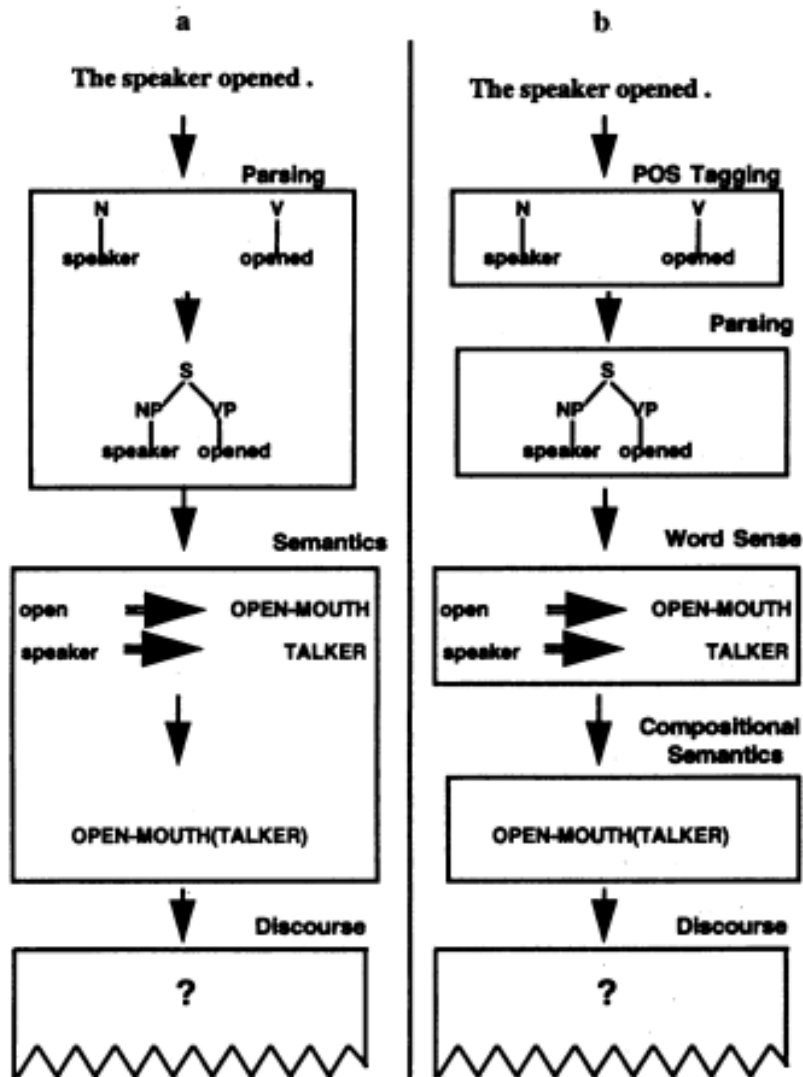 a
The speaker opened .
Parsing
N V
speaker opened
S
NP VP
speaker opened
Semantics
open OPEN-MOUTH
speaker TALKER
OPEN-MOUTH(TALKER)
Discourse
?
b
The speaker opened .
POS Tagging
N V
speaker opened
Parsing
S
NP VP
speaker opened
Word Sense
open OPEN-MOUTH
speaker TALKER
Compositional
Semantics
OPEN-MOUTH(TALKER)
Discourse
?